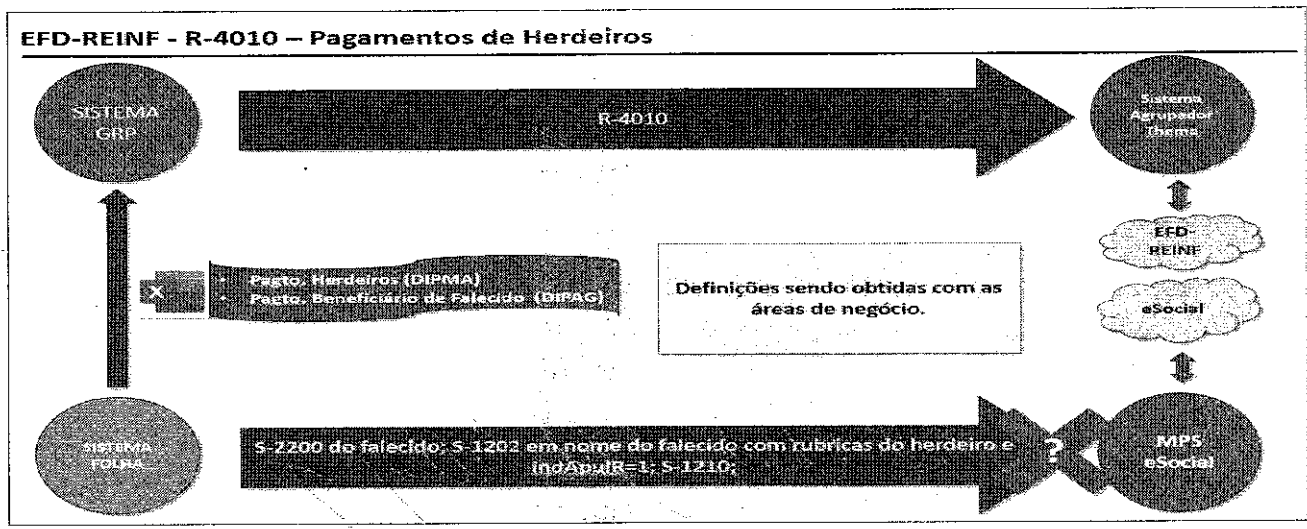 EFD-REINF - R-4010 – Pagamentos de Herdeiros
SISTEMA
GRP
R-4010
Sistema
Agrupador
Thema
EFD-
REINF
X
- Pagto. Herdeiros (DIPMA)
- Pagto. Beneficiário de Falecido (DIPAG)
Definições sendo obtidas com as
áreas de negócio.
eSocial
SISTEMA
FOLHA
S-2200 do falecido; S-1202 em nome do falecido com rubricas do herdeiro e
indApuIR=1; S-1210;
?
MPS
eSocial